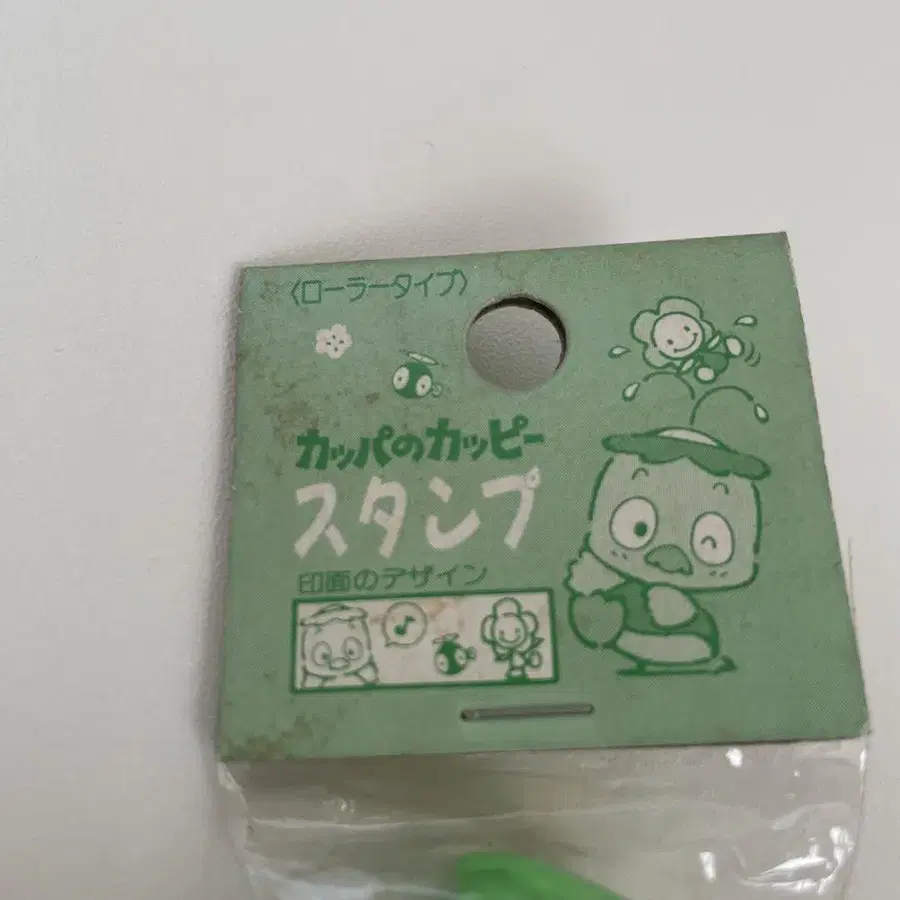 〈ローラータイプ〉
カッパのカッピー
スタンプ
印面のデザイン